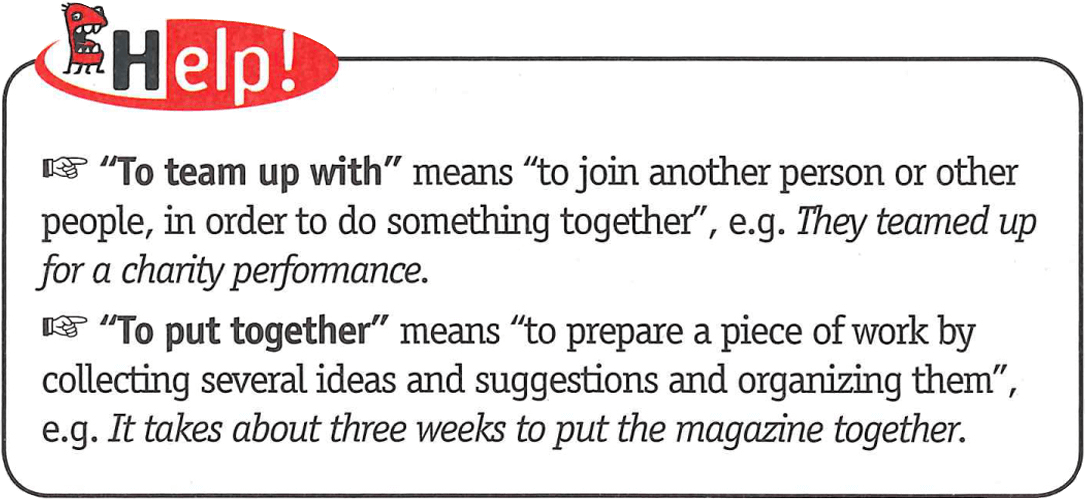 Help!
☞ “To team up with” means “to join another person or other
people, in order to do something together”, e.g. They teamed up
for a charity performance.
☞ “To put together” means “to prepare a piece of work by
collecting several ideas and suggestions and organizing them”,
e.g. It takes about three weeks to put the magazine together.